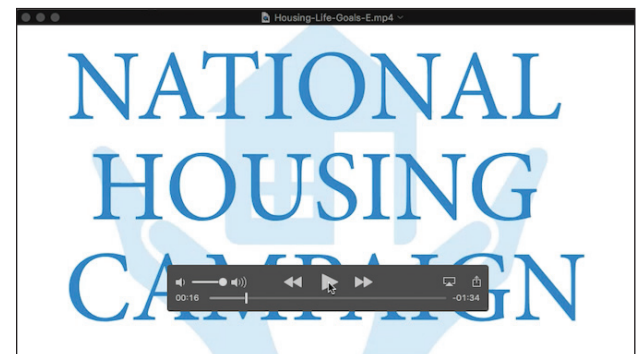 Housing-Life-Goals-E.mp4
NATIONAL
HOUSING
CAMPAIGN
00:16
-01:34